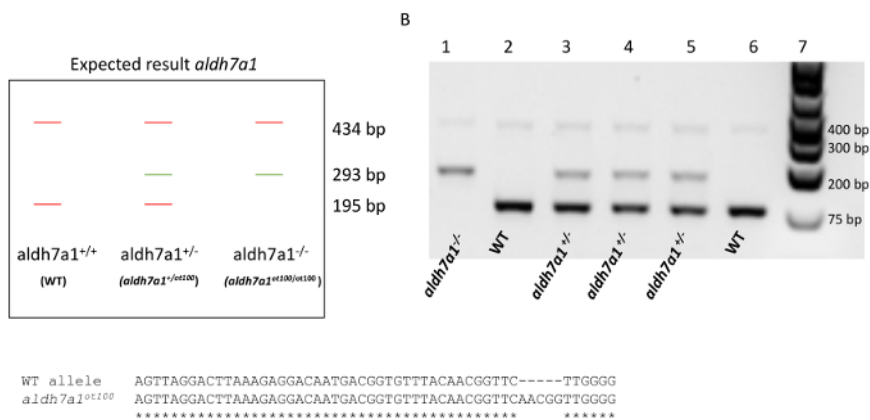 B
Expected result aldh7a1
434 bp
293 bp
195 bp
aldh7a1+/+
(WT)
aldh7a1+/-
(aldh7a1+/ot100)
aldh7a1-/-
(aldh7a1ot100/ot100)
1 2 3 4 5 6 7
400 bp
300 bp
200 bp
75 bp
aldh7a1-/-
WT
aldh7a1+/-
aldh7a1+/-
aldh7a1+/-
WT
WT allele AGTTAGGACTTAAAGAGGACAATGACGGTGTTTACAACGGTTC-----TTGGGG
aldh7a1ot100 AGTTAGGACTTAAAGAGGACAATGACGGTGTTTACAACGGTTCAACGGTTGGGG
******************************************* ******